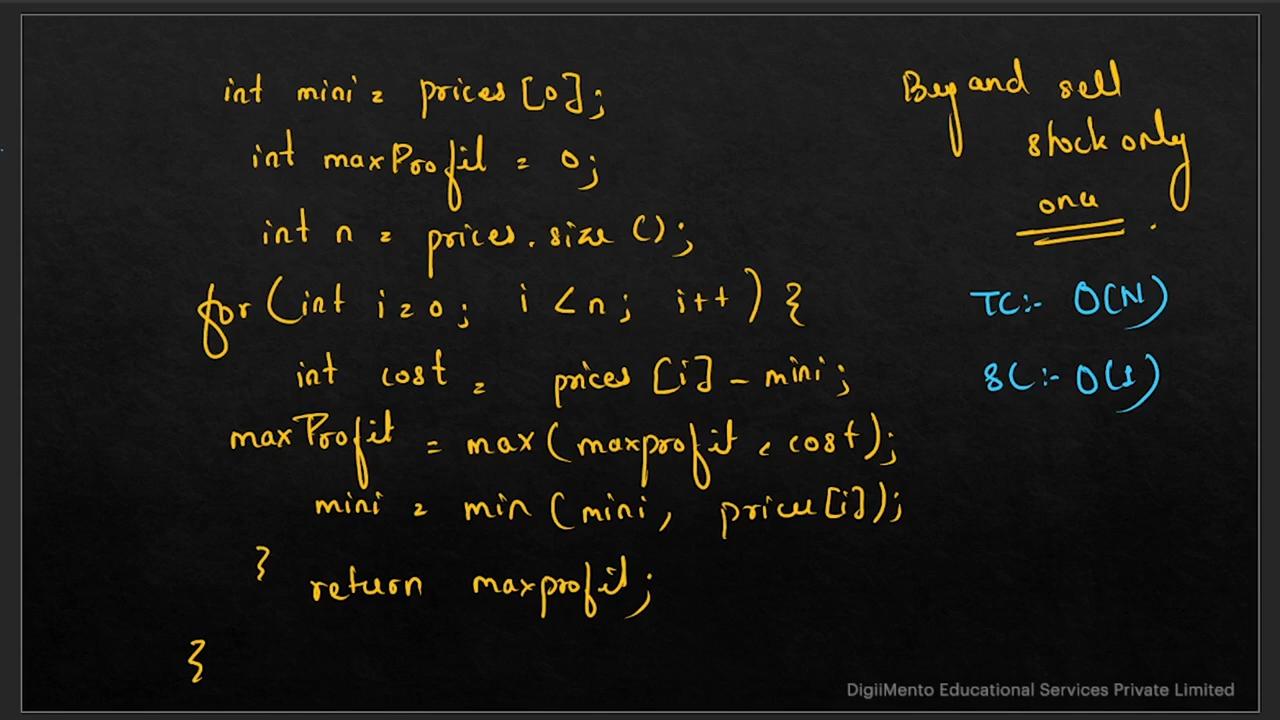 int mini = prices [0];
int maxProfit = 0;
int n = prices.size();
for (int i=0; i<n; i++) {
int cost = prices [i] - mini;
maxProfit = max(maxprofit, cost);
mini = min (mini, prices[i]);
}
return maxprofit;
}
Buy and sell
stock only
once.
TC:- O(N)
SC:- O(1)
DigiiMento Educational Services Private Limited